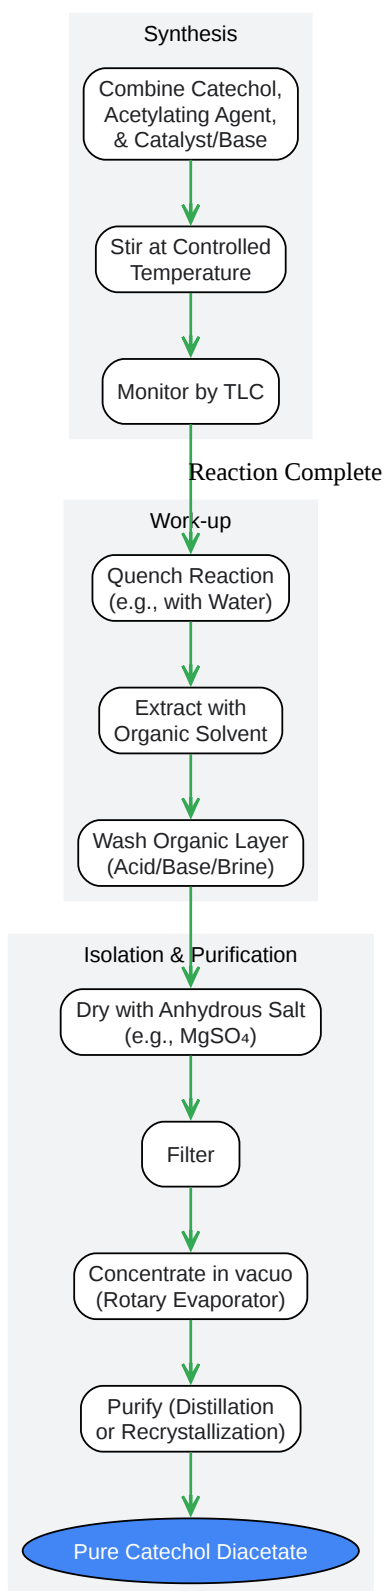 Synthesis
Combine Catechol,
Acetylating Agent,
& Catalyst/Base
Stir at Controlled
Temperature
Monitor by TLC
Reaction Complete
Work-up
Quench Reaction
(e.g., with Water)
Extract with
Organic Solvent
Wash Organic Layer
(Acid/Base/Brine)
Isolation & Purification
Dry with Anhydrous Salt
(e.g., MgSO₄)
Filter
Concentrate in vacuo
(Rotary Evaporator)
Purify (Distillation
or Recrystallization)
Pure Catechol Diacetate